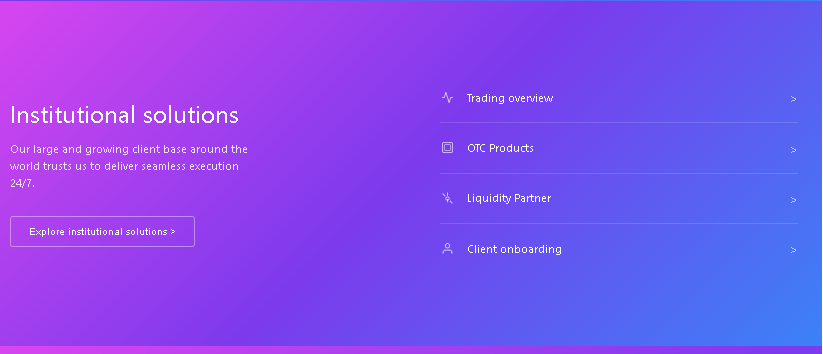 Institutional solutions
Our large and growing client base around the
world trusts us to deliver seamless execution
24/7.
Explore institutional solutions >
Trading overview >
OTC Products >
Liquidity Partner >
Client onboarding >